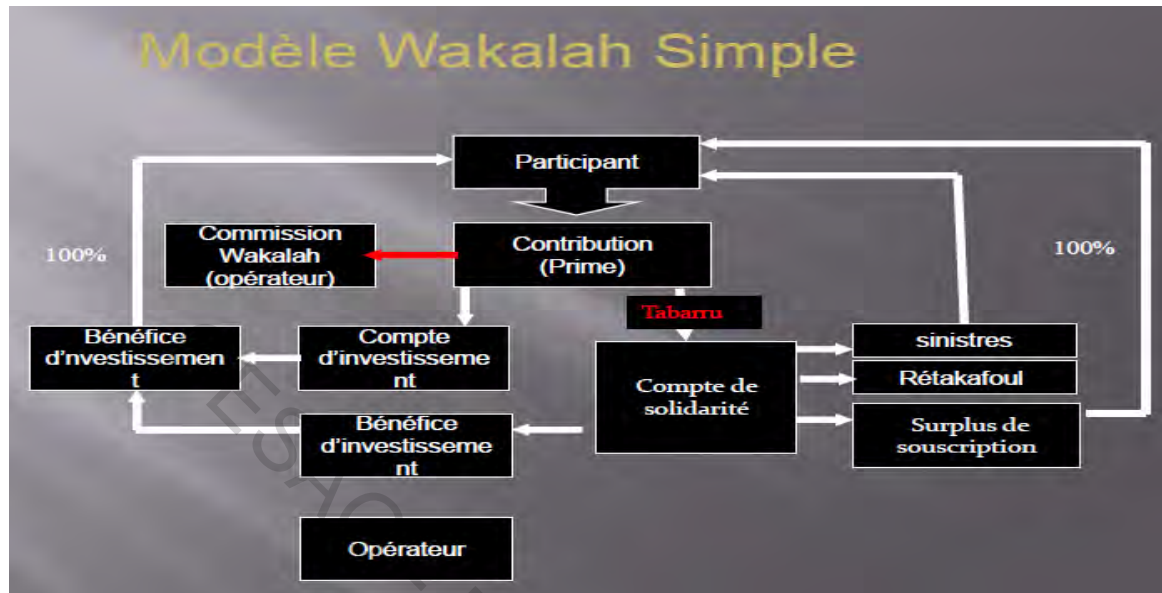 Modèle Wakalah Simple
Participant
Commission
Wakalah
(opérateur)
Contribution
(Prime)
100%
100%
Tabarru
Bénéfice
d'nvestissemen
t
Compte
d'investisseme
nt
Compte de
solidarité
sinistres
Rétakafoul
Surplus de
souscription
Bénéfice
d'investisseme
nt
Opérateur
ESAC